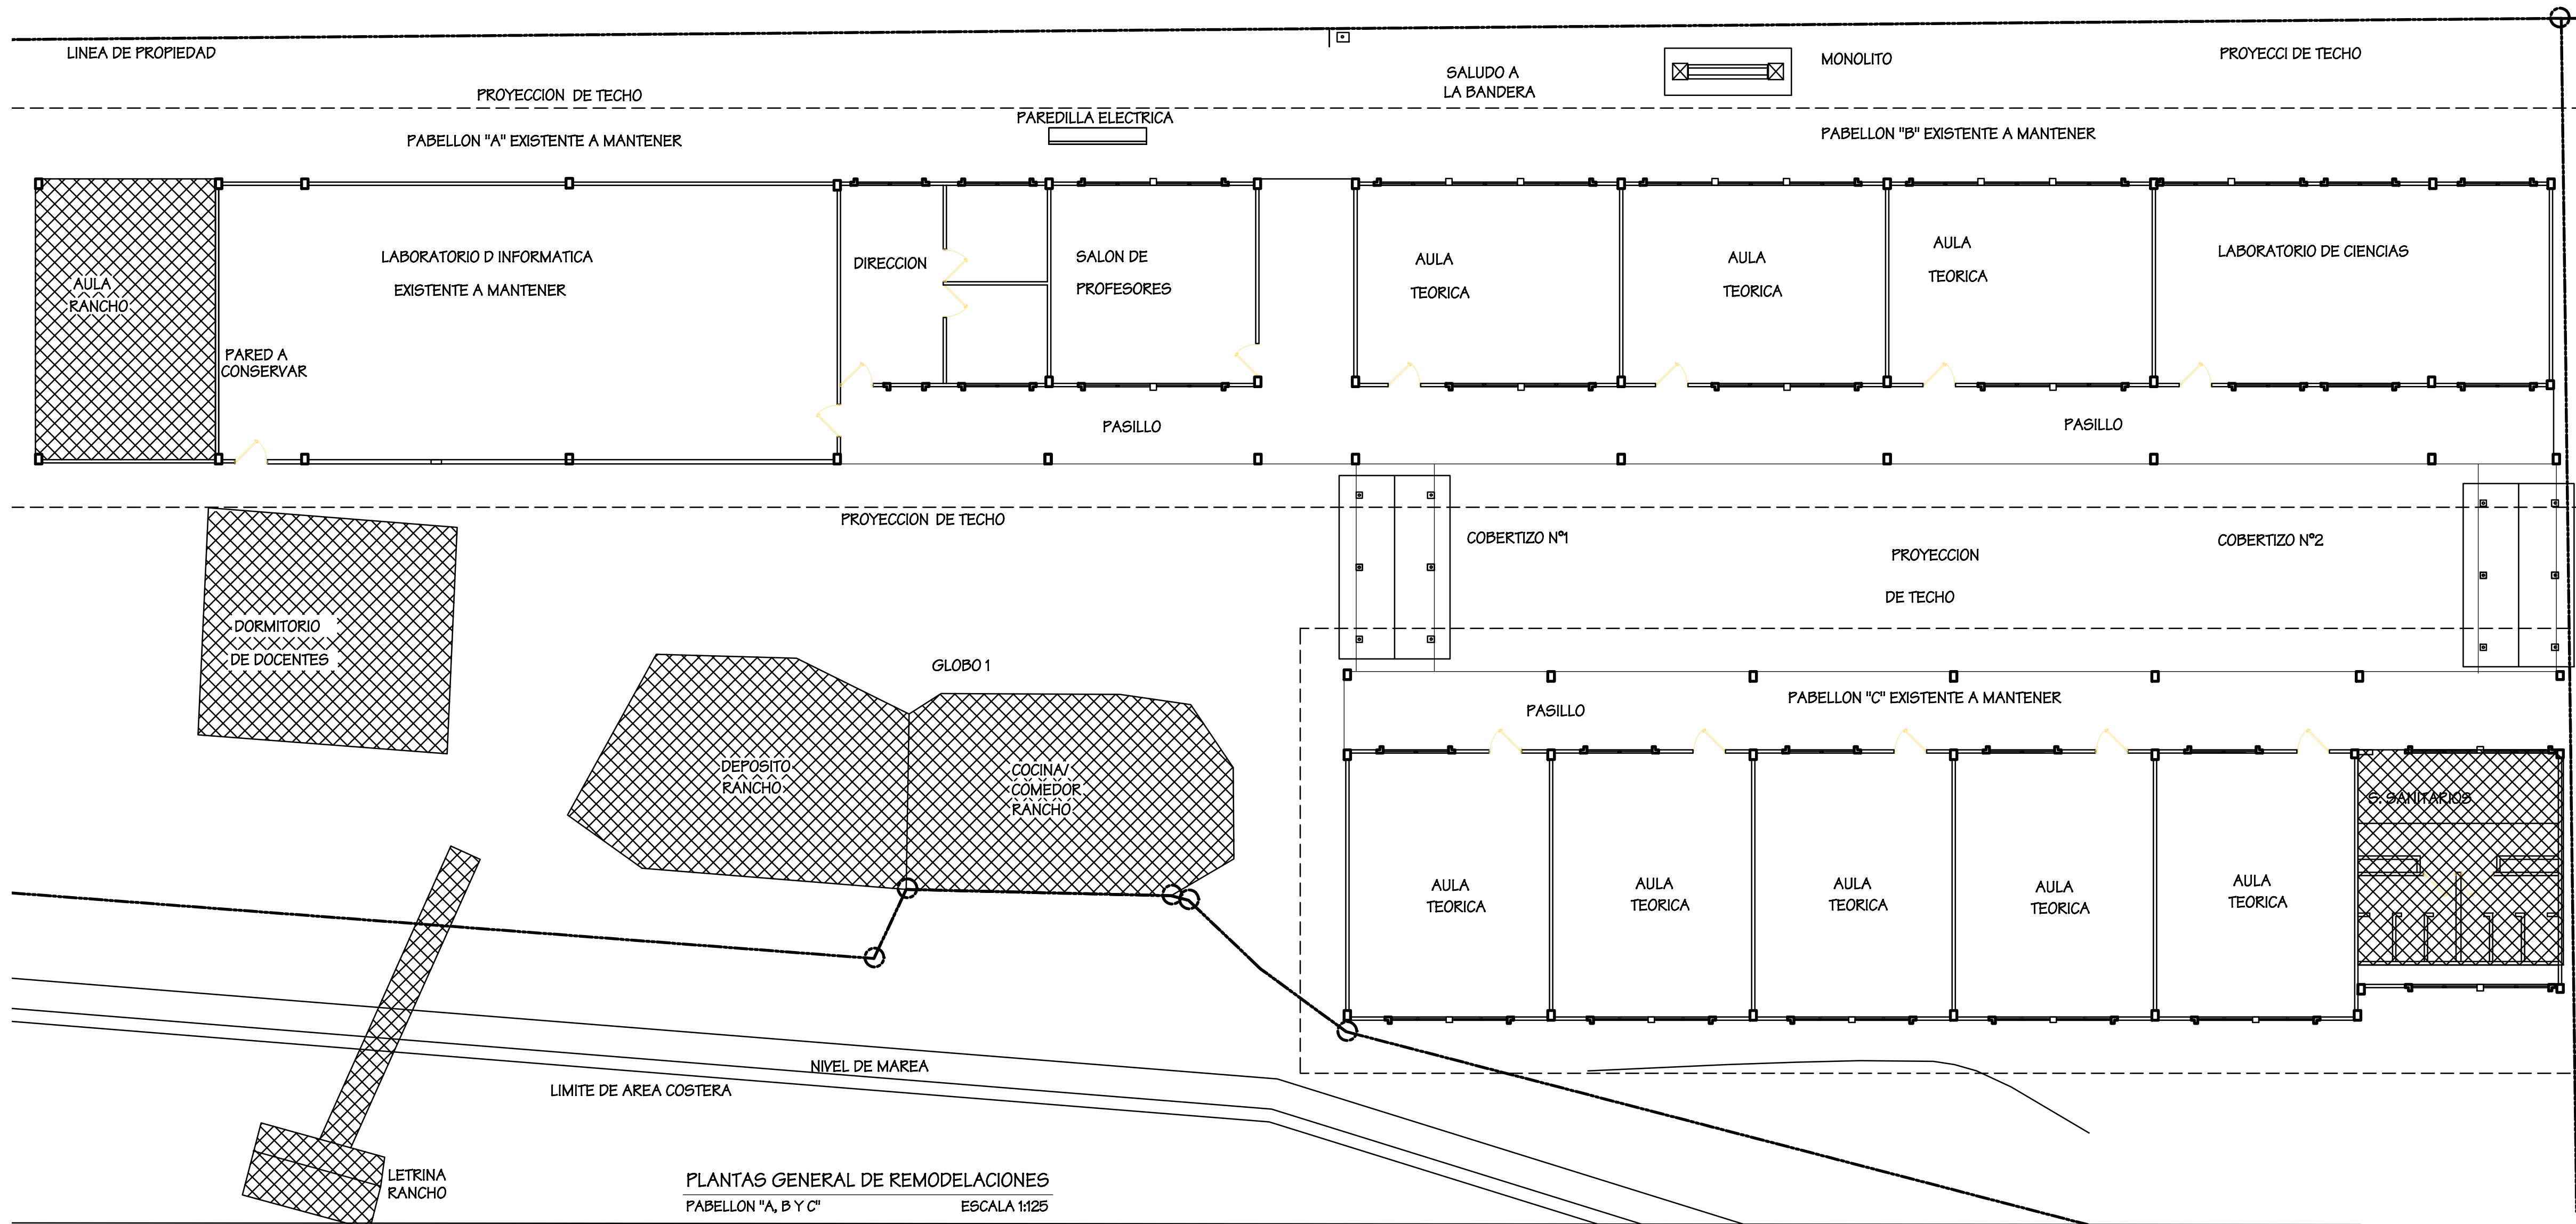 LINEA DE PROPIEDAD
PROYECCION DE TECHO
SALUDO A
LA BANDERA
MONOLITO
PROYECCI DE TECHO
PABELLON "A" EXISTENTE A MANTENER
PAREDILLA ELECTRICA
PABELLON "B" EXISTENTE A MANTENER
AULA
RANCHO
LABORATORIO D INFORMATICA
EXISTENTE A MANTENER
PARED A
CONSERVAR
DIRECCION
SALON DE
PROFESORES
AULA
TEORICA
AULA
TEORICA
AULA
TEORICA
LABORATORIO DE CIENCIAS
PASILLO
PASILLO
PROYECCION DE TECHO
COBERTIZO Nº1
PROYECCION
DE TECHO
COBERTIZO Nº2
DORMITORIO
DE DOCENTES
GLOBO 1
DEPOSITO
RANCHO
COCINA/
COMEDOR
RANCHO
PASILLO
PABELLON "C" EXISTENTE A MANTENER
S. SANITARIOS
AULA
TEORICA
AULA
TEORICA
AULA
TEORICA
AULA
TEORICA
AULA
TEORICA
NIVEL DE MAREA
LIMITE DE AREA COSTERA
LETRINA
RANCHO
PLANTAS GENERAL DE REMODELACIONES
PABELLON "A, B Y C" ESCALA 1:125